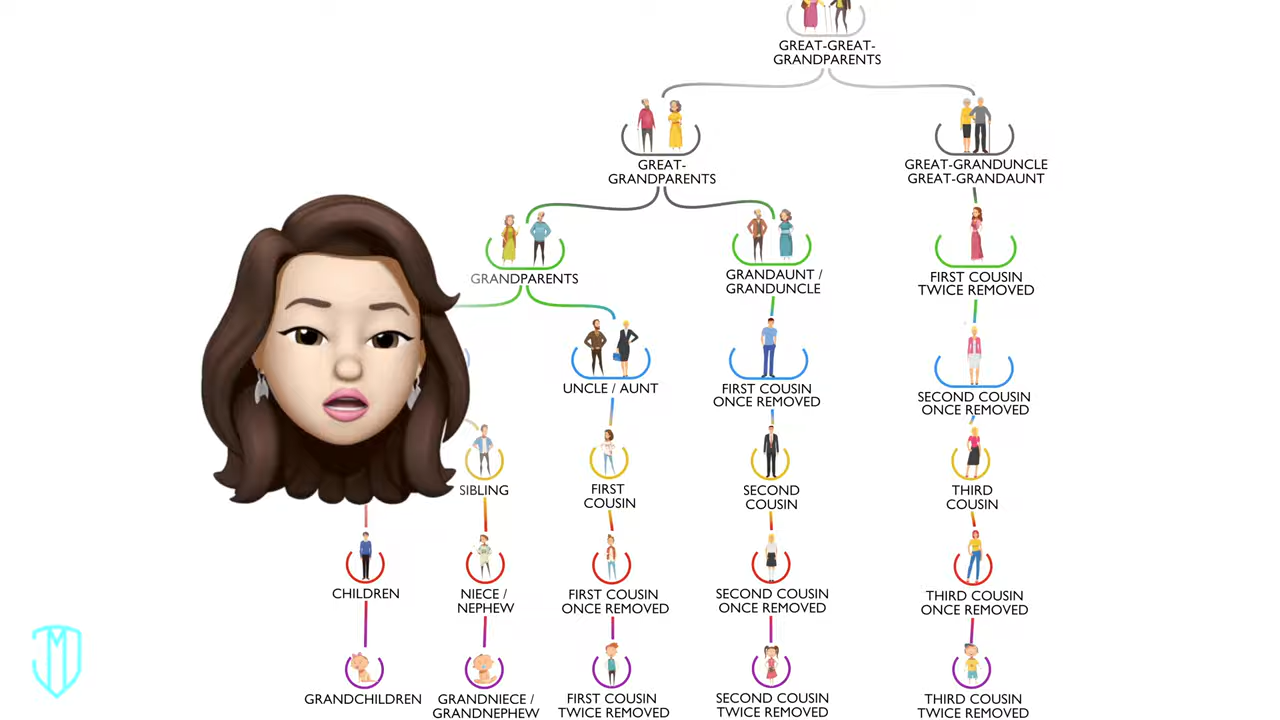 GREAT-GREAT-
GRANDPARENTS
GREAT-
GRANDPARENTS
GREAT-GRANDUNCLE
GREAT-GRANDAUNT
GRANDPARENTS
GRANDAUNT /
GRANDUNCLE
FIRST COUSIN
TWICE REMOVED
UNCLE / AUNT
FIRST COUSIN
ONCE REMOVED
SECOND COUSIN
ONCE REMOVED
SIBLING
FIRST
COUSIN
SECOND
COUSIN
THIRD
COUSIN
CHILDREN
NIECE /
NEPHEW
FIRST COUSIN
ONCE REMOVED
SECOND COUSIN
ONCE REMOVED
THIRD COUSIN
ONCE REMOVED
GRANDCHILDREN
GRANDNIECE /
GRANDNEPHEW
FIRST COUSIN
TWICE REMOVED
SECOND COUSIN
TWICE REMOVED
THIRD COUSIN
TWICE REMOVED